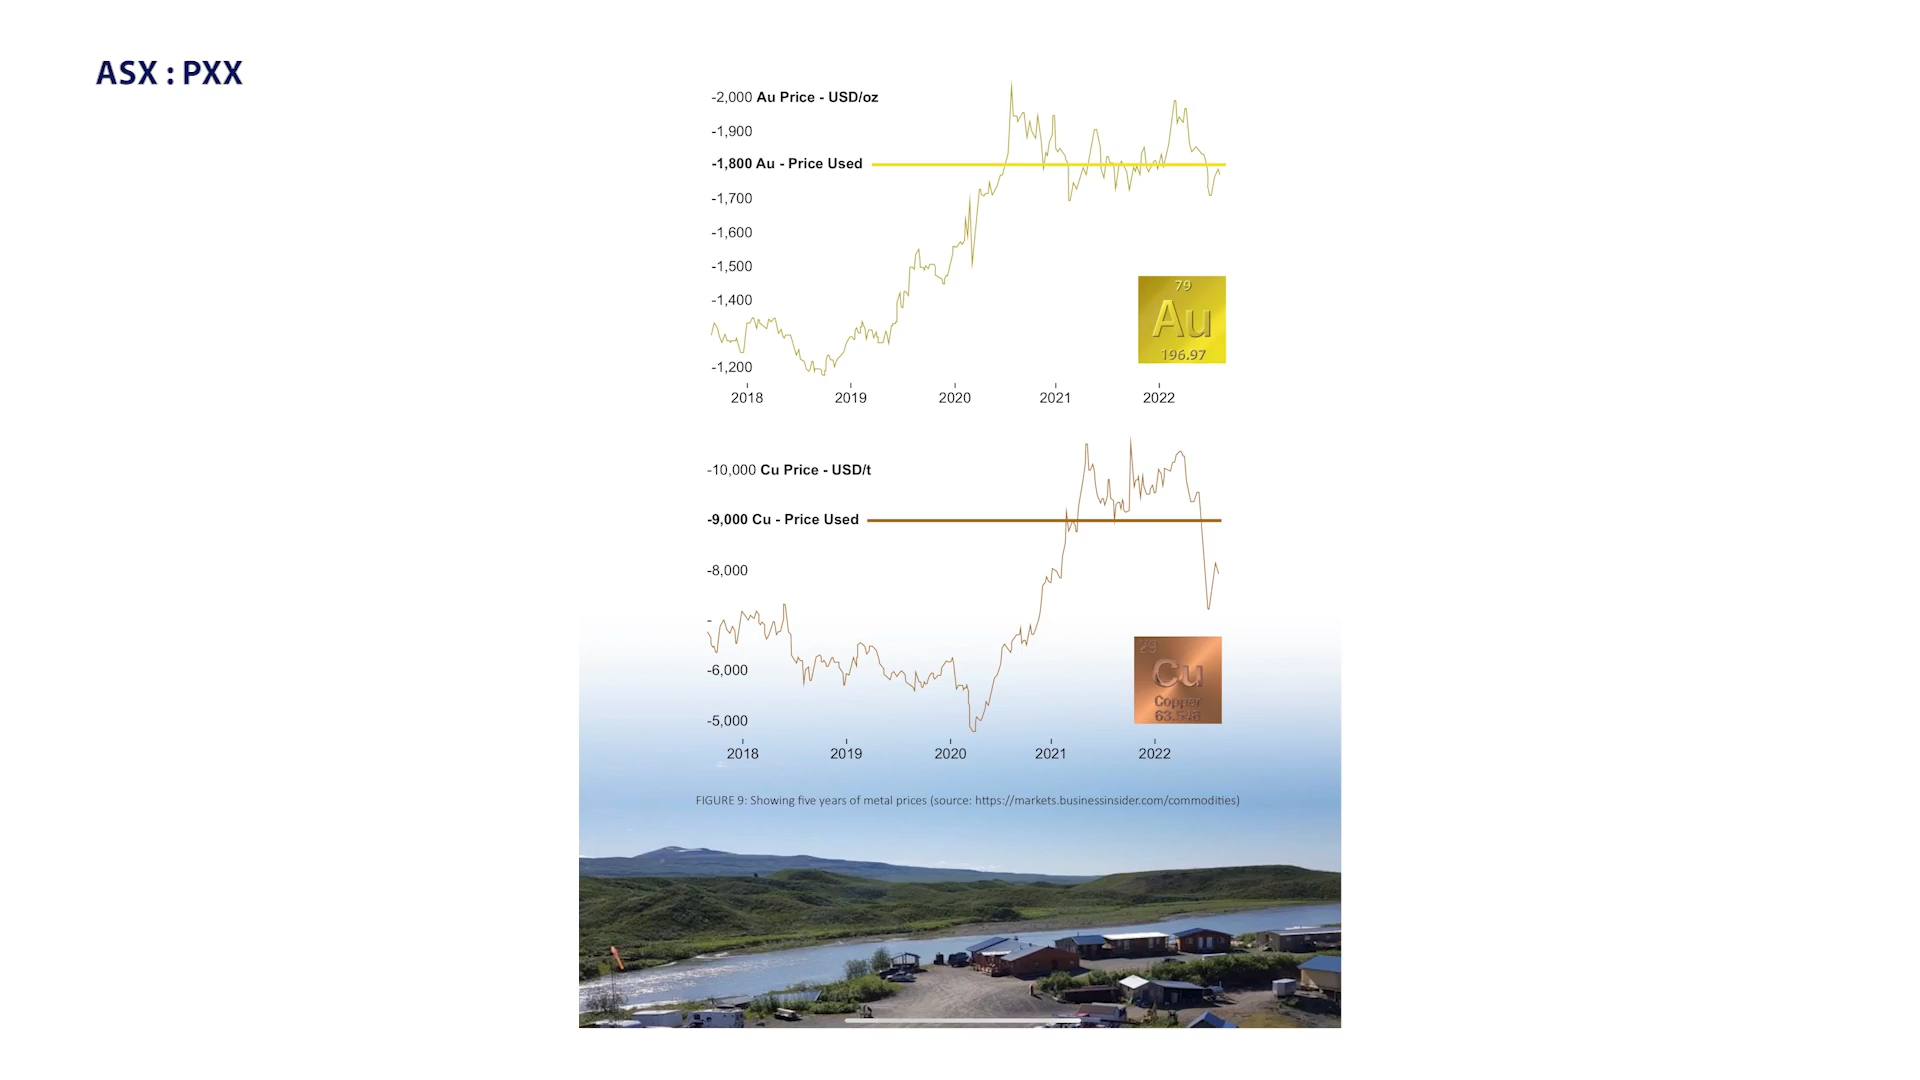 ASX : PXX
-2,000 Au Price - USD/oz
-1,900
-1,800 Au - Price Used
-1,700
-1,600
-1,500
-1,400
-1,200
79
Au
196.97
2018 2019 2020 2021 2022
-10,000 Cu Price - USD/t
-9,000 Cu - Price Used
-8,000
-
-6,000
-5,000
29
Cu
Copper
63.546
2018 2019 2020 2021 2022
FIGURE 9: Showing five years of metal prices (source: https://markets.businessinsider.com/commodities)